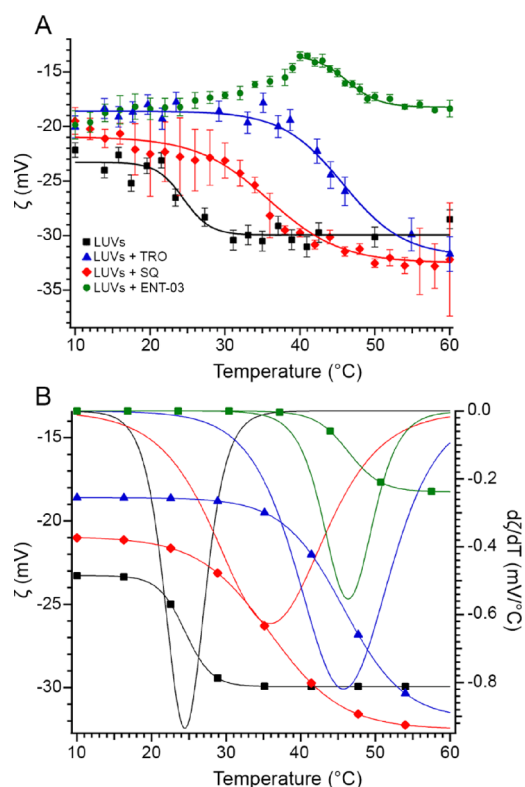 A
-15
-20
-25
-30
-35
ζ (mV)
LUVs
LUVs + TRO
LUVs + SQ
LUVs + ENT-03
10 20 30 40 50 60
Temperature (°C)
B
-15
-20
-25
-30
ζ (mV)
0.0
-0.2
-0.4
-0.6
-0.8
dζ/dT (mV/°C)
10 20 30 40 50 60
Temperature (°C)